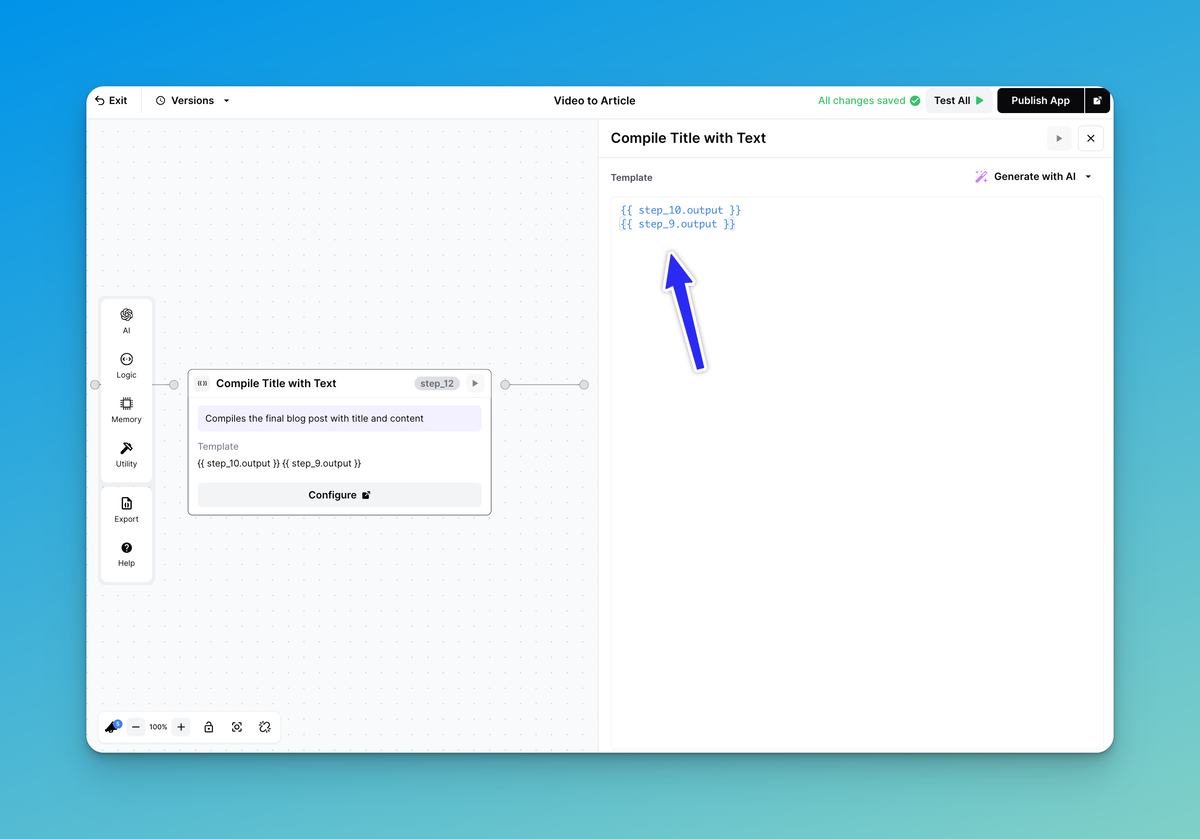 Exit
Versions
Video to Article
All changes saved
Test All
Publish App
Compile Title with Text
Template
Generate with AI
{{ step_10.output }}
{{ step_9.output }}
AI
Logic
Memory
Utility
Export
Help
Compile Title with Text
step_12
Compiles the final blog post with title and content
Template
{{ step_10.output }} {{ step_9.output }}
Configure
100%